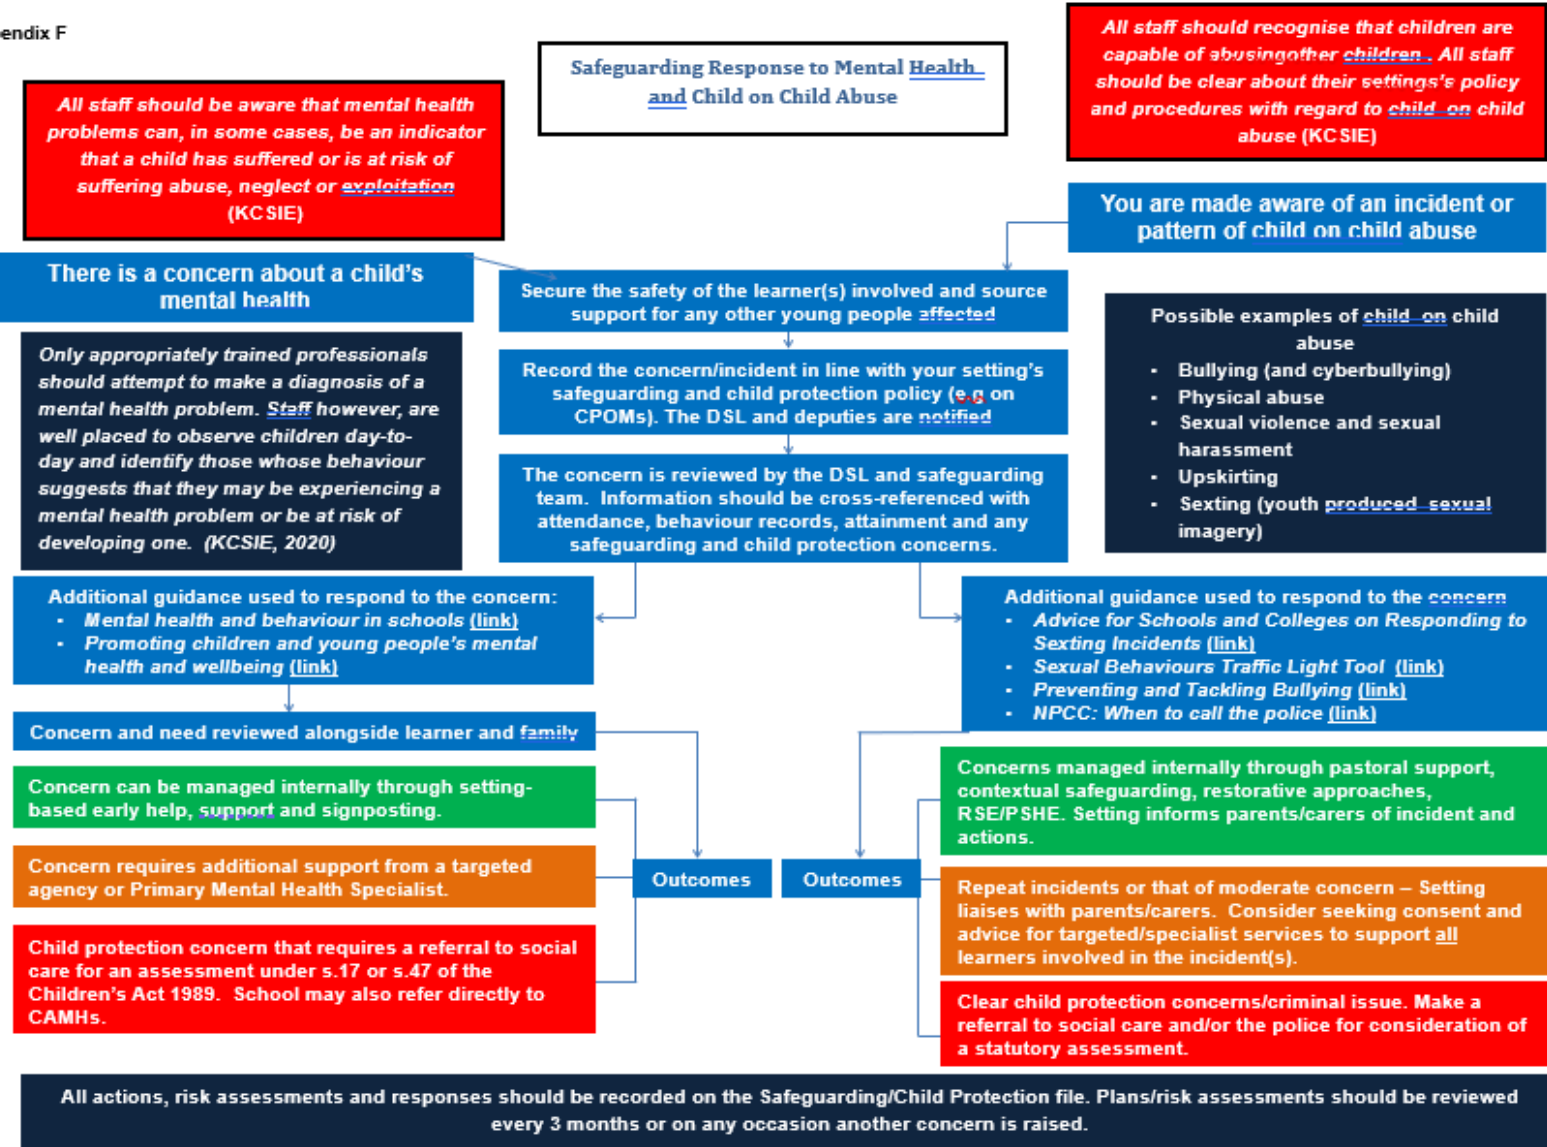 endix F
Safeguarding Response to Mental Health
and Child on Child Abuse
All staff should be aware that mental health
problems can, in some cases, be an indicator
that a child has suffered or is at risk of
suffering abuse, neglect or exploitation
(KCSIE)
All staff should recognise that children are
capable of abusingother children. All staff
should be clear about their settings's policy
and procedures with regard to child on child
abuse (KCSIE)
There is a concern about a child's
mental health
You are made aware of an incident or
pattern of child on child abuse
Secure the safety of the learner(s) involved and source
support for any other young people affected
Record the concern/incident in line with your setting's
safeguarding and child protection policy (e.g on
CPOMs). The DSL and deputies are notified
The concern is reviewed by the DSL and safeguarding
team. Information should be cross-referenced with
attendance, behaviour records, attainment and any
safeguarding and child protection concerns.
Only appropriately trained professionals
should attempt to make a diagnosis of a
mental health problem. Staff however, are
well placed to observe children day-to-
day and identify those whose behaviour
suggests that they may be experiencing a
mental health problem or be at risk of
developing one. (KCSIE, 2020)
Possible examples of child on child
abuse
- Bullying (and cyberbullying)
- Physical abuse
- Sexual violence and sexual
harassment
- Upskirting
- Sexting (youth produced sexual
imagery)
Additional guidance used to respond to the concern:
- Mental health and behaviour in schools (link)
- Promoting children and young people's mental
health and wellbeing (link)
Concern and need reviewed alongside learner and family
Concern can be managed internally through setting-
based early help, support and signposting.
Concern requires additional support from a targeted
agency or Primary Mental Health Specialist.
Child protection concern that requires a referral to social
care for an assessment under s.17 or s.47 of the
Children's Act 1989. School may also refer directly to
CAMHs.
Outcomes
Outcomes
Additional guidance used to respond to the concern
- Advice for Schools and Colleges on Responding to
Sexting Incidents (link)
- Sexual Behaviours Traffic Light Tool (link)
- Preventing and Tackling Bullying (link)
- NPCC: When to call the police (link)
Concerns managed internally through pastoral support,
contextual safeguarding, restorative approaches,
RSE/PSHE. Setting informs parents/carers of incident and
actions.
Repeat incidents or that of moderate concern – Setting
liaises with parents/carers. Consider seeking consent and
advice for targeted/specialist services to support all
learners involved in the incident(s).
Clear child protection concerns/criminal issue. Make a
referral to social care and/or the police for consideration of
a statutory assessment.
All actions, risk assessments and responses should be recorded on the Safeguarding/Child Protection file. Plans/risk assessments should be reviewed
every 3 months or on any occasion another concern is raised.